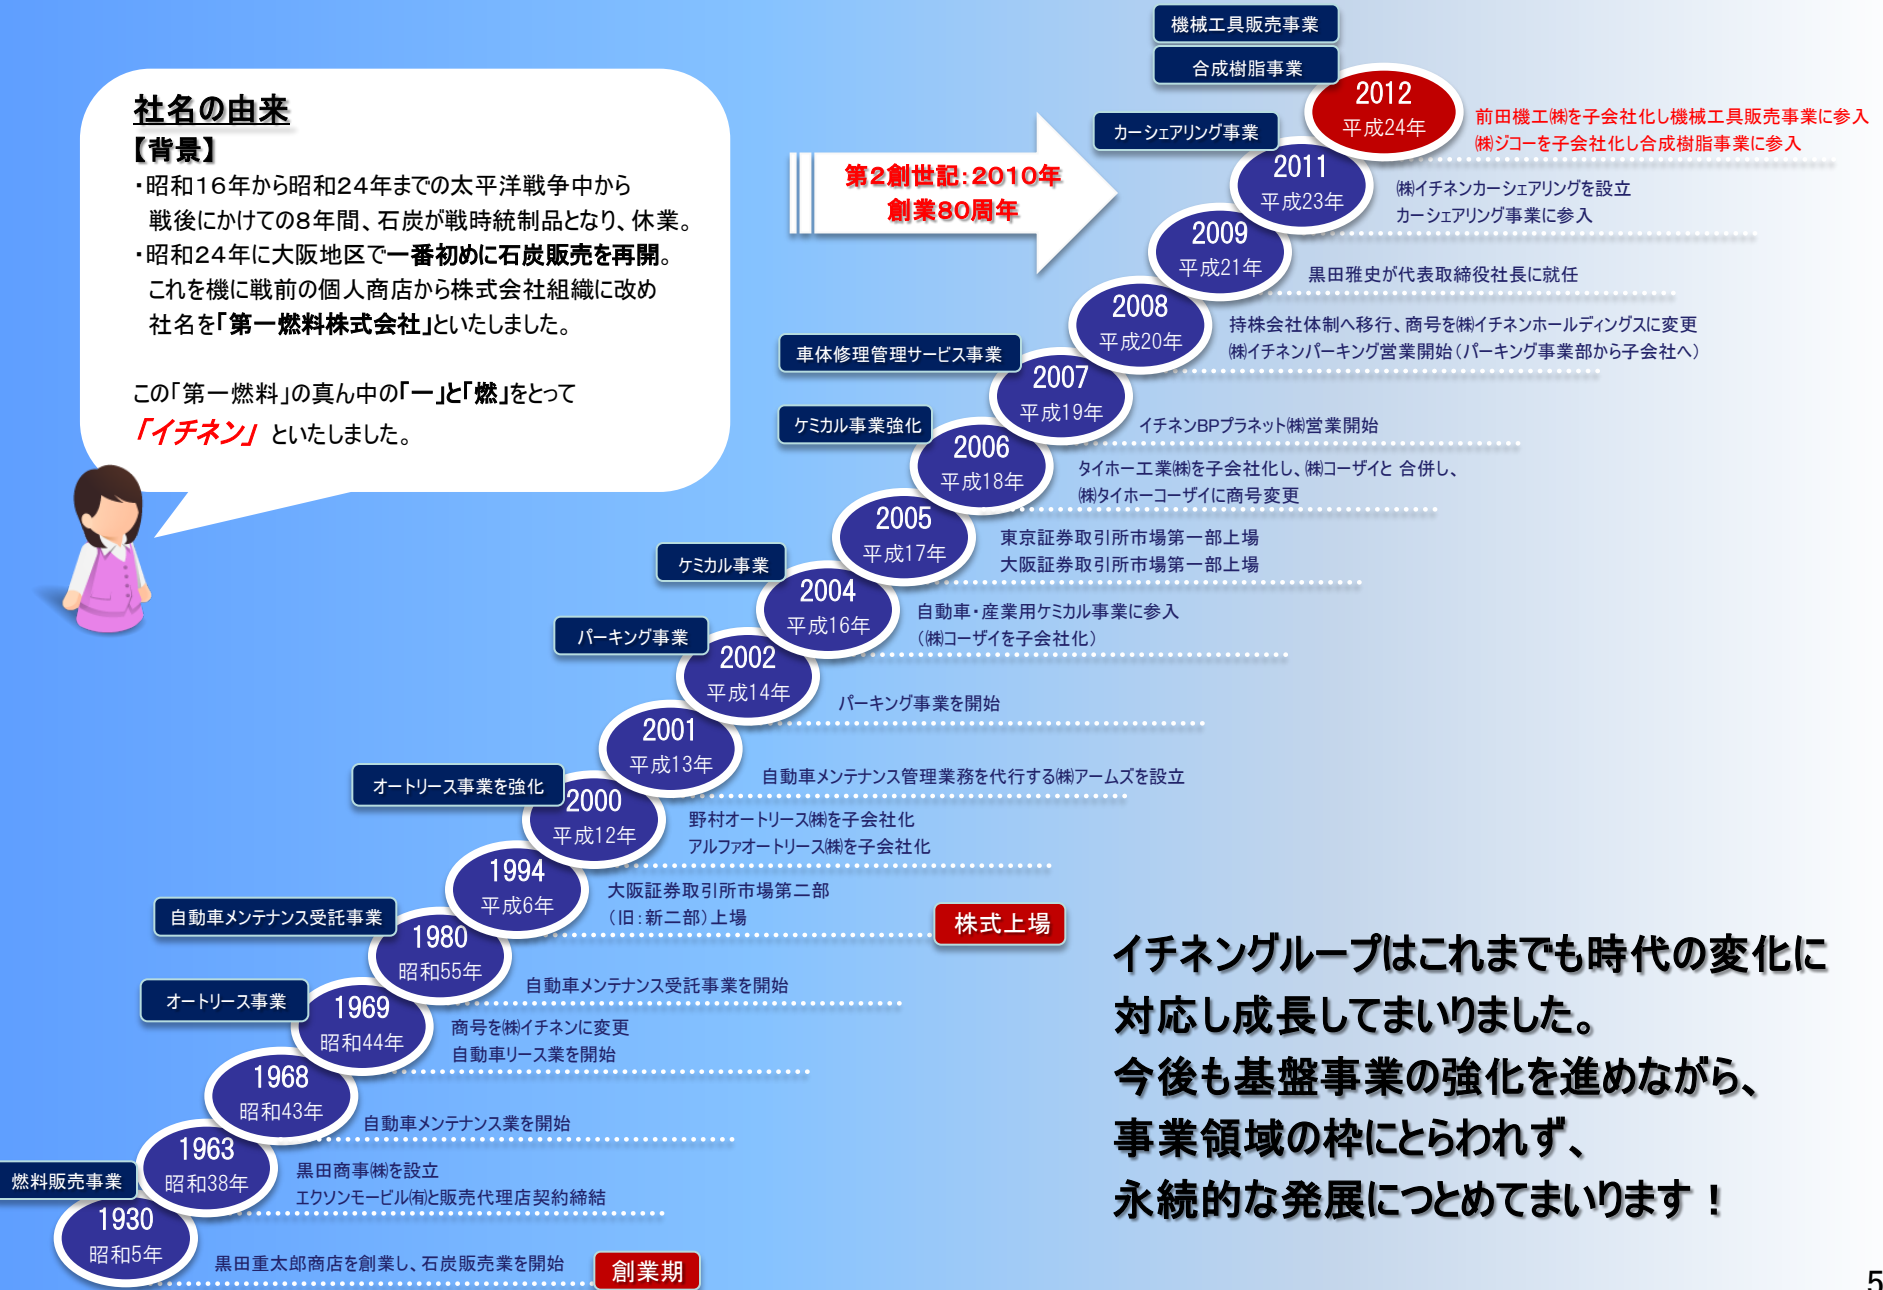 機械工具販売事業
合成樹脂事業
2012
平成24年
前田機工㈱を子会社化し機械工具販売事業に参入
㈱ジコーを子会社化し合成樹脂事業に参入
カーシェアリング事業
2011
平成23年
㈱イチネンカーシェアリングを設立
カーシェアリング事業に参入
社名の由来
【背景】
・昭和16年から昭和24年までの太平洋戦争中から
戦後にかけての8年間、石炭が戦時統制品となり、休業。
・昭和24年に大阪地区で一番初めに石炭販売を再開。
これを機に戦前の個人商店から株式会社組織に改め
社名を「第一燃料株式会社」といたしました。
この「第一燃料」の真ん中の「一」と「燃」をとって
「イチネン」 といたしました。
第2創世記：2010年
創業80周年
2009
平成21年
黒田雅史が代表取締役社長に就任
2008
平成20年
持株会社体制へ移行、商号を㈱イチネンホールディングスに変更
㈱イチネンパーキング営業開始（パーキング事業部から子会社へ）
車体修理管理サービス事業
2007
平成19年
イチネンBPプラネット㈱営業開始
ケミカル事業強化
2006
平成18年
タイホー工業㈱を子会社化し、㈱コーザイと 合併し、
㈱タイホーコーザイに商号変更
2005
平成17年
東京証券取引所市場第一部上場
大阪証券取引所市場第一部上場
ケミカル事業
2004
平成16年
自動車・産業用ケミカル事業に参入
（㈱コーザイを子会社化）
パーキング事業
2002
平成14年
パーキング事業を開始
2001
平成13年
自動車メンテナンス管理業務を代行する㈱アームズを設立
オートリース事業を強化
2000
平成12年
野村オートリース㈱を子会社化
アルファオートリース㈱を子会社化
1994
平成6年
大阪証券取引所市場第二部
（旧：新二部）上場
株式上場
自動車メンテナンス受託事業
1980
昭和55年
自動車メンテナンス受託事業を開始
オートリース事業
1969
昭和44年
商号を㈱イチネンに変更
自動車リース業を開始
1968
昭和43年
自動車メンテナンス業を開始
1963
昭和38年
黒田商事㈱を設立
エクソンモービル㈲と販売代理店契約締結
燃料販売事業
1930
昭和5年
黒田重太郎商店を創業し、石炭販売業を開始
創業期
イチネングループはこれまでも時代の変化に
対応し成長してまいりました。
今後も基盤事業の強化を進めながら、
事業領域の枠にとらわれず、
永続的な発展につとめてまいります！
5